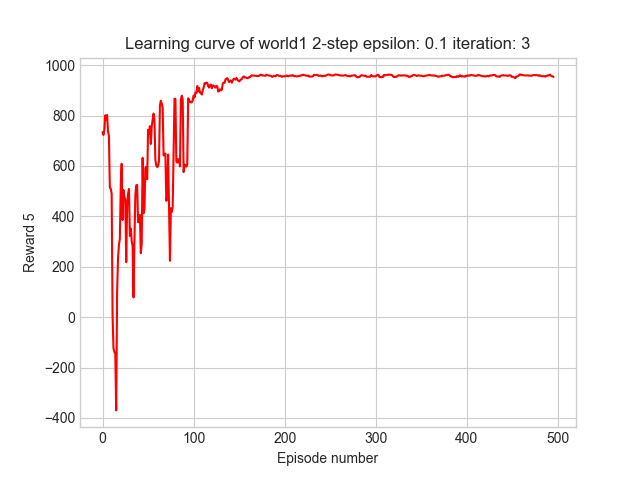 Learning curve of world1 2-step epsilon: 0.1 iteration: 3
1000
800
600
400
200
0
−200
−400
Reward 5
0 100 200 300 400 500
Episode number